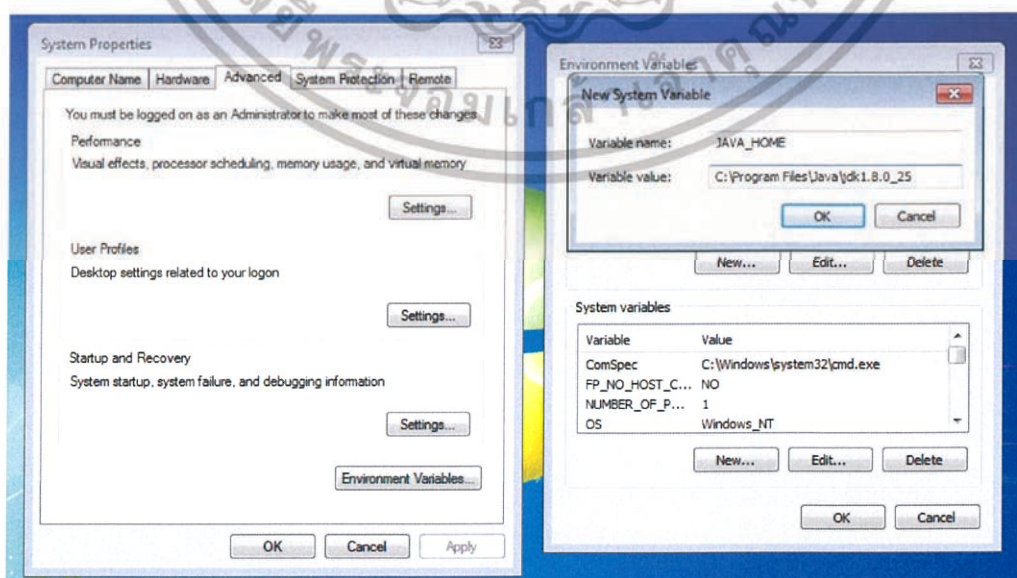 System Properties
Computer Name Hardware Advanced System Protection Remote
You must be logged on as an Administrator to make most of these changes
Performance
Visual effects, processor scheduling, memory usage, and virtual memory
Settings...
User Profiles
Desktop settings related to your logon
Settings...
Startup and Recovery
System startup, system failure, and debugging information
Settings...
Environment Variables...
OK Cancel Apply
Environment Variables
New System Variable
Variable name: JAVA_HOME
Variable value: C:\Program Files\Java\jdk1.8.0_25
OK Cancel
New... Edit... Delete
System variables
Variable Value
ComSpec C:\Windows\system32\cmd.exe
FP_NO_HOST_C... NO
NUMBER_OF_P... 1
OS Windows_NT
New... Edit... Delete
OK Cancel